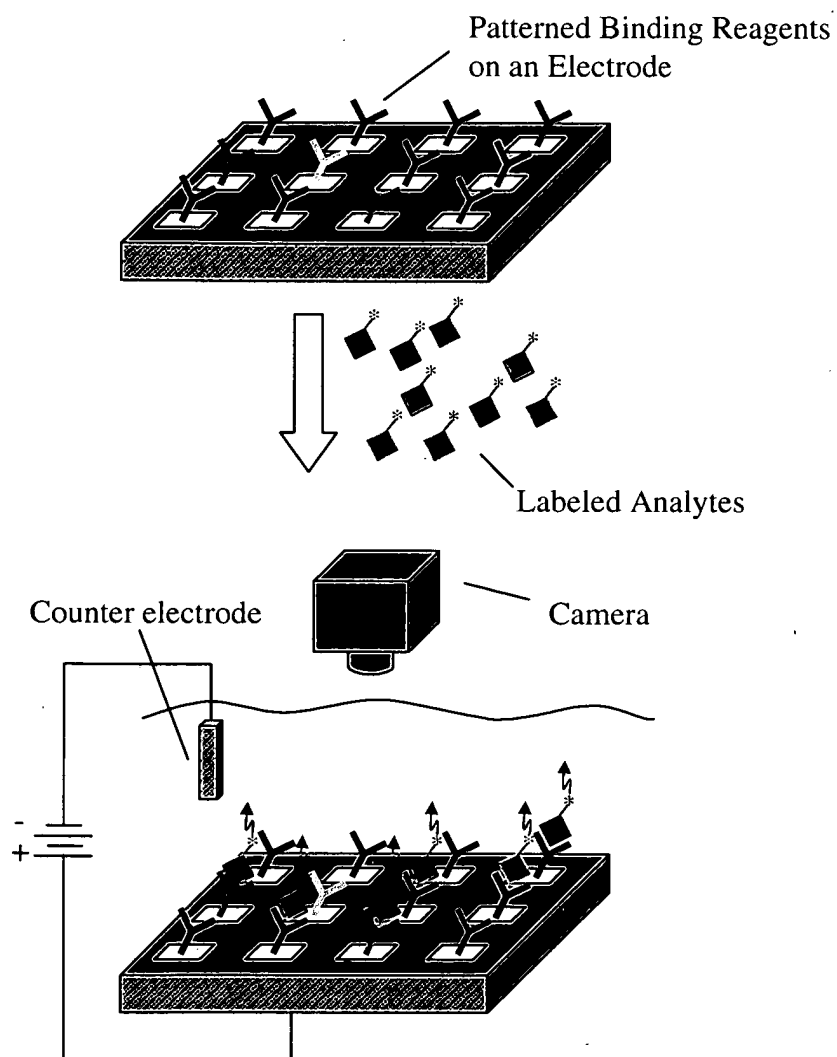 Patterned Binding Reagents
on an Electrode
Labeled Analytes
Camera
Counter electrode
-
+